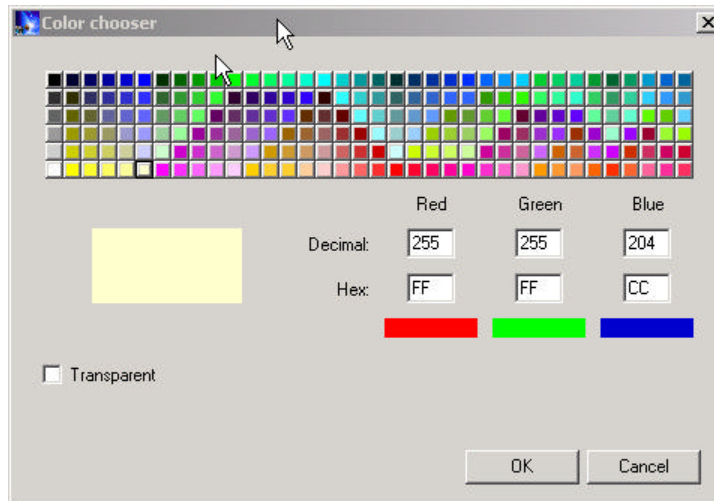 Color chooser
Red Green Blue
Decimal: 255 255 204
Hex: FF FF CC
Transparent
OK Cancel